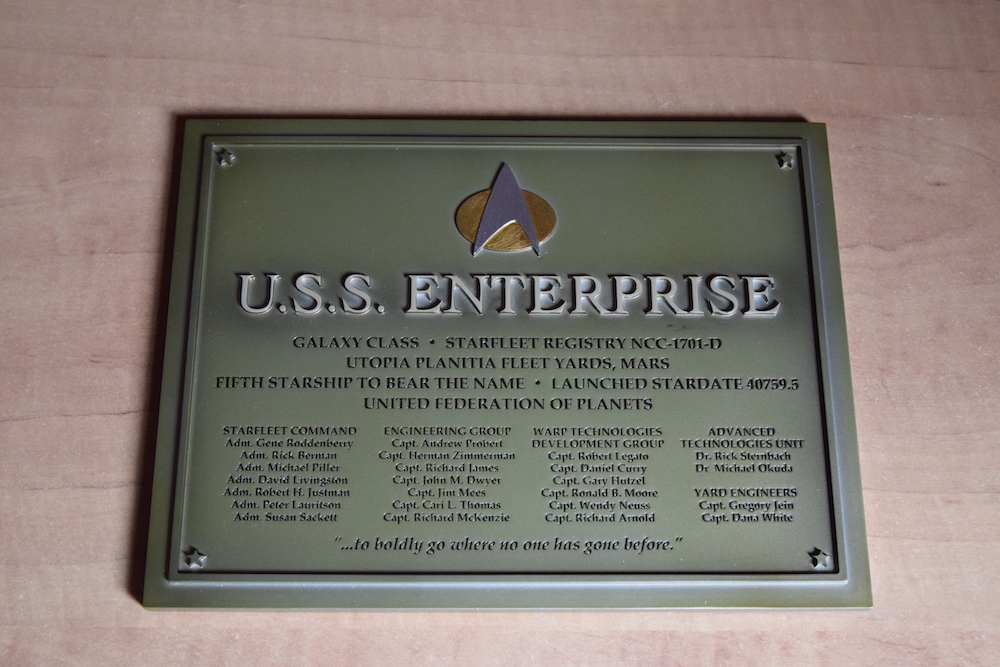 U.S.S. ENTERPRISE
GALAXY CLASS • STARFLEET REGISTRY NCC-1701-D
UTOPIA PLANITIA FLEET YARDS, MARS
FIFTH STARSHIP TO BEAR THE NAME • LAUNCHED STARDATE 40759.5
UNITED FEDERATION OF PLANETS
STARFLEET COMMAND
Adm. Gene Roddenberry
Adm. Rick Berman
Adm. Michael Piller
Adm. David Livingston
Adm. Robert H. Justman
Adm. Peter Lauritson
Adm. Susan Sackett
ENGINEERING GROUP
Capt. Andrew Probert
Capt. Herman Zimmerman
Capt. Richard James
Capt. John M. Dwyer
Capt. Jim Mees
Capt. Cari L. Thomas
Capt. Richard McKenzie
WARP TECHNOLOGIES
DEVELOPMENT GROUP
Capt. Robert Legato
Capt. Daniel Curry
Capt. Gary Hutzel
Capt. Ronald B. Moore
Capt. Wendy Neuss
Capt. Richard Arnold
ADVANCED
TECHNOLOGIES UNIT
Dr. Rick Sternbach
Dr. Michael Okuda
YARD ENGINEERS
Capt. Gregory Jein
Capt. Dana White
"...to boldly go where no one has gone before."